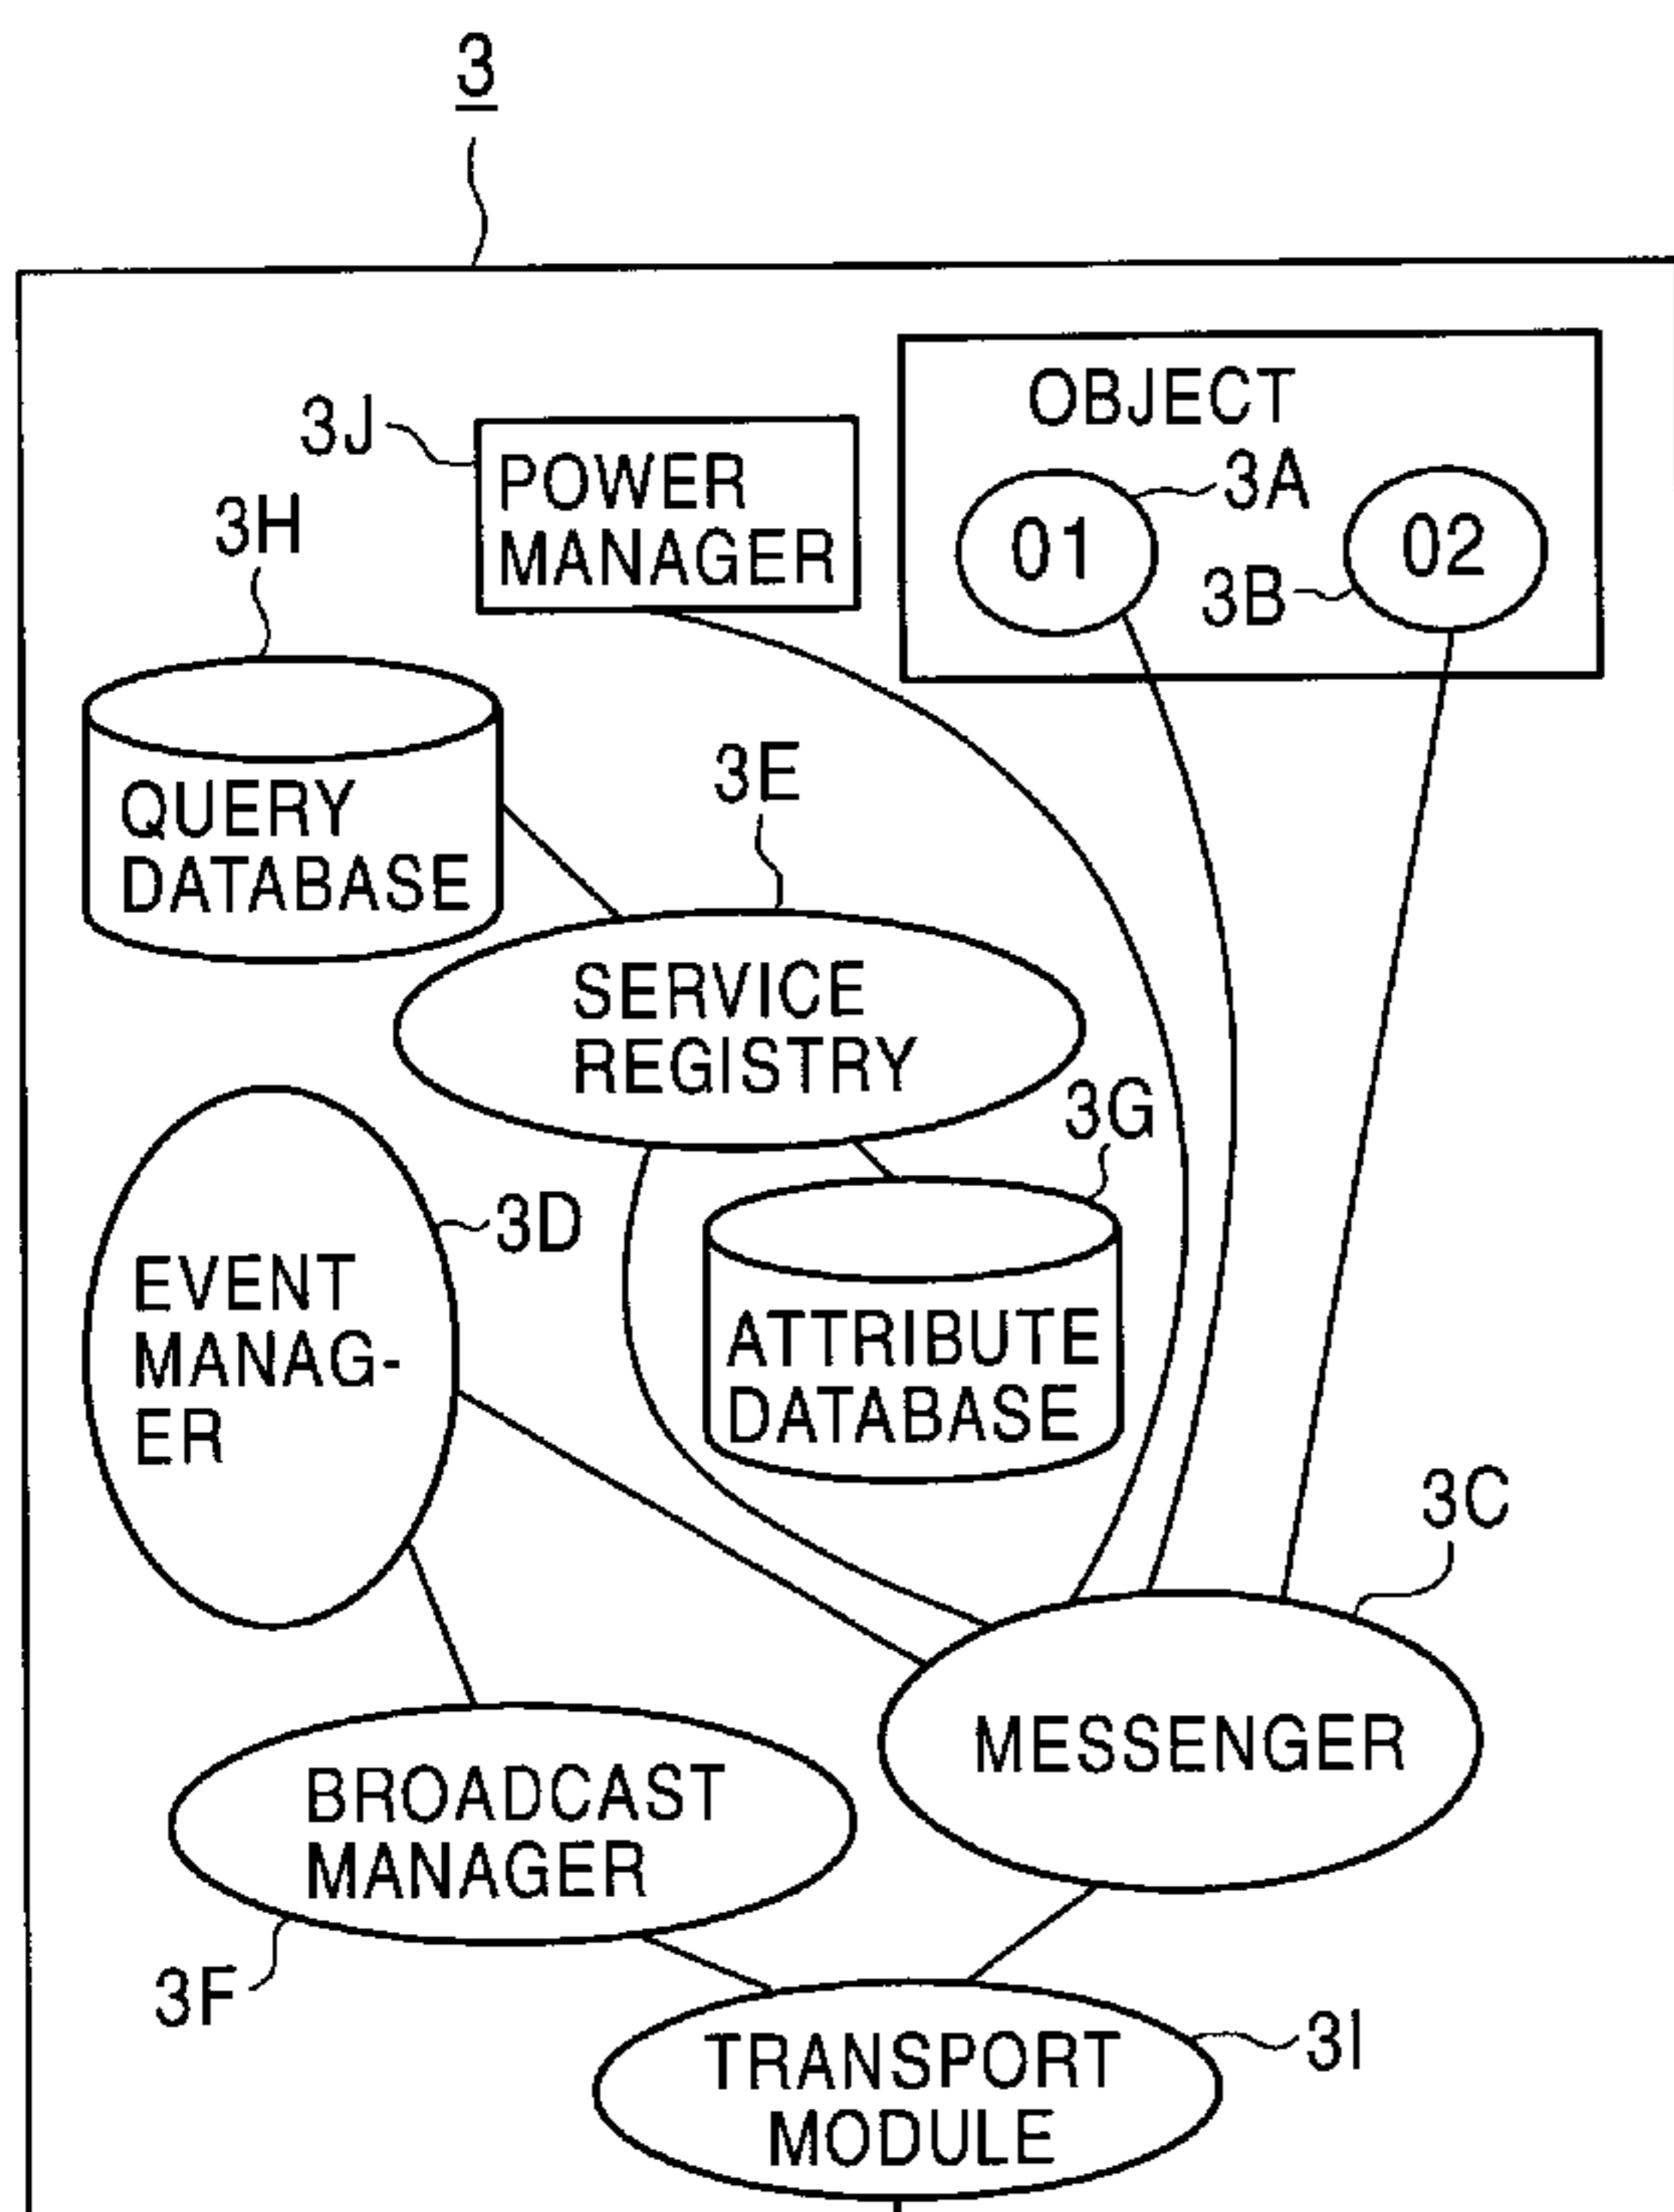 3
OBJECT
3J
POWER
MANAGER
3A
01
02
3B
3H
QUERY
DATABASE
3E
SERVICE
REGISTRY
3G
3D
EVENT
MANAG-
ER
ATTRIBUTE
DATABASE
3C
MESSENGER
BROADCAST
MANAGER
3F
TRANSPORT
MODULE
3I